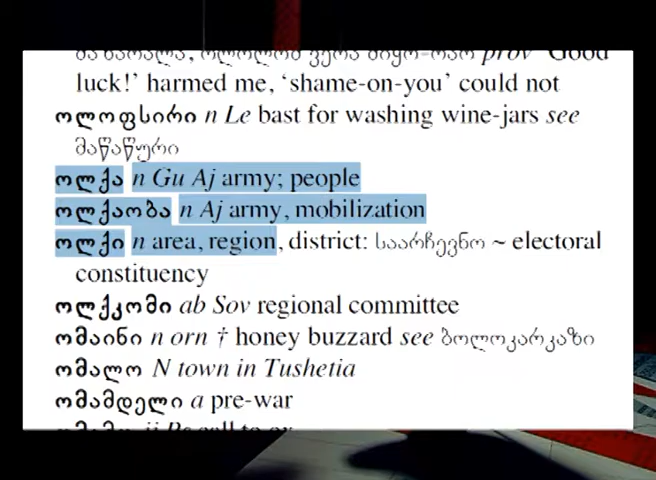 prov ‘Good
luck!’ harmed me, ‘shame-on-you’ could not
ოლოფსირი n Le bast for washing wine-jars see
მაწაწური
ოლქა n Gu Aj army; people
ოლქაობა n Aj army, mobilization
ოლქი n area, region, district: საარჩევნო ~ electoral
constituency
ოლქკომი ab Sov regional committee
ომაინი n orn † honey buzzard see ბოლოკარკაზი
ომალო N town in Tushetia
ომამდელი a pre-war